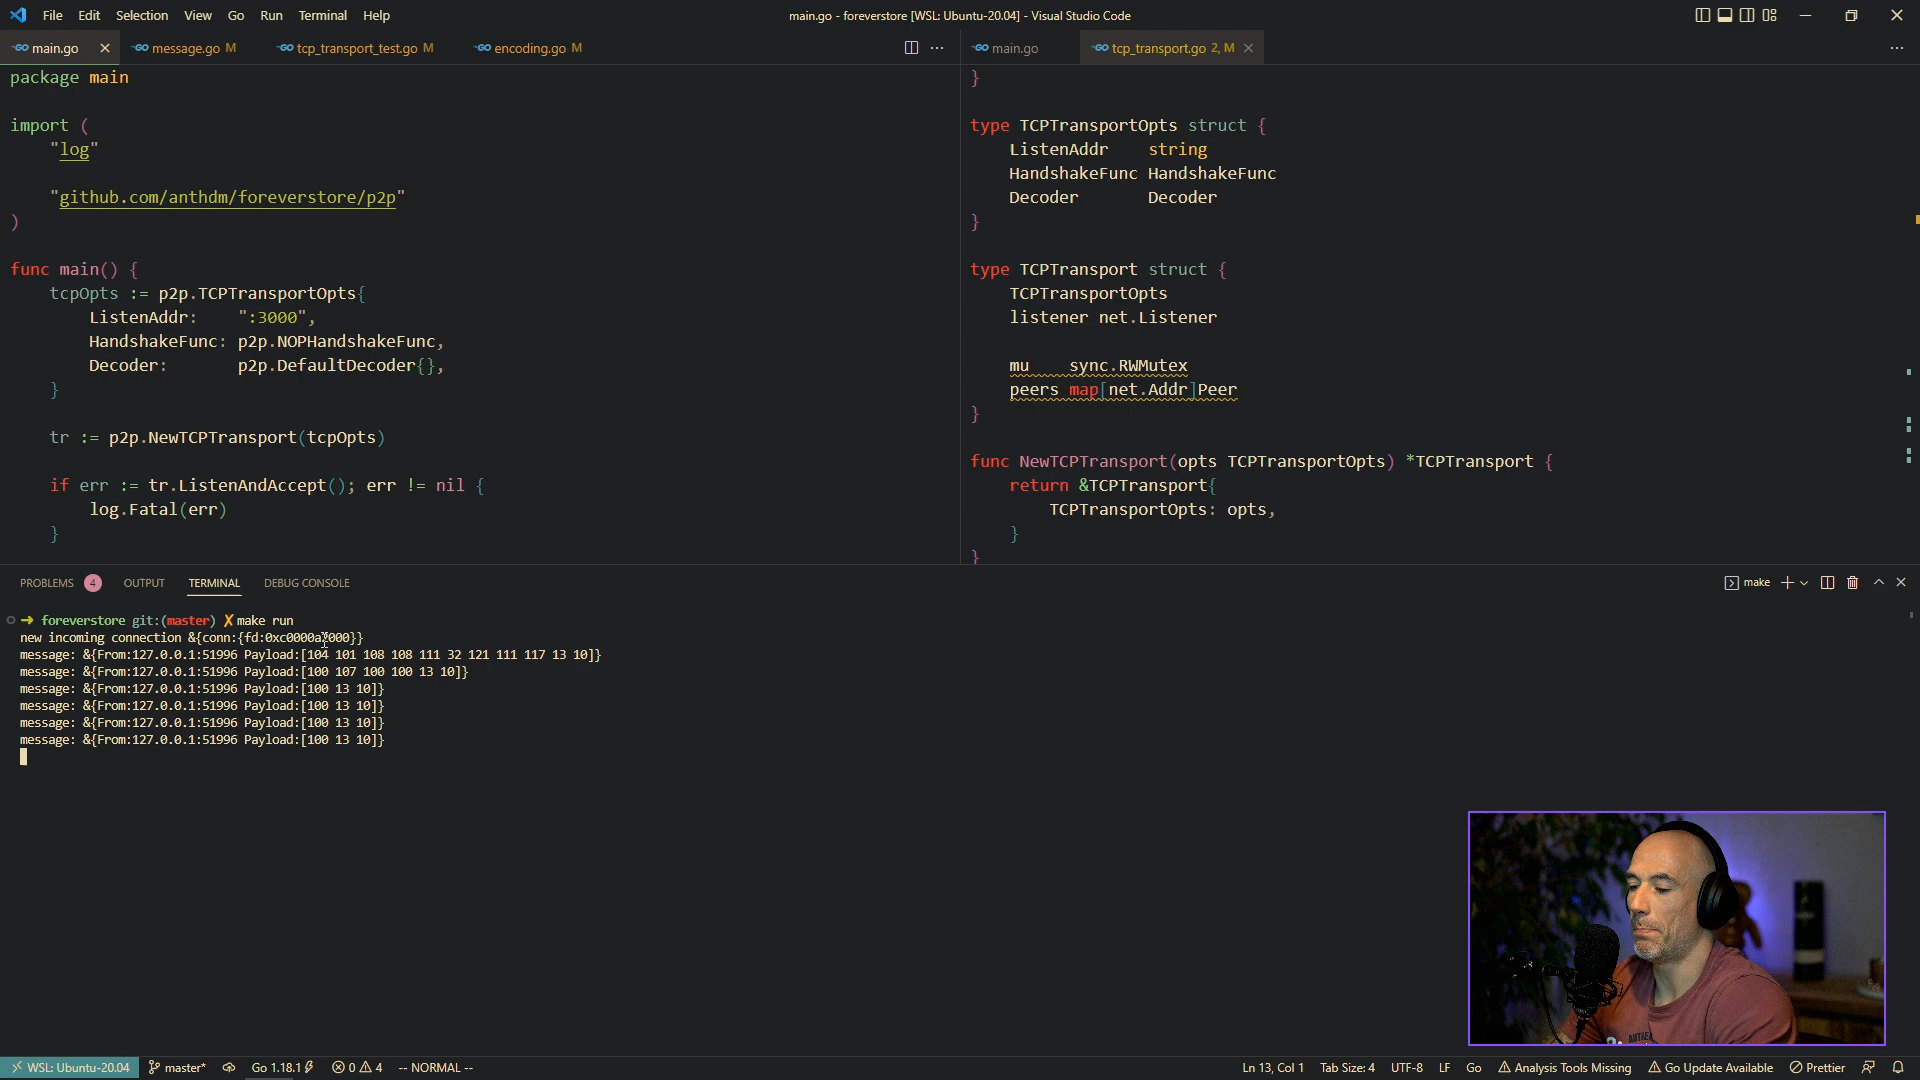 File Edit Selection View Go Run Terminal Help
main.go - foreverstore [WSL: Ubuntu-20.04] - Visual Studio Code
main.go
message.go M
tcp_transport_test.go M
encoding.go M
package main
import (
"log"
"github.com/anthdm/foreverstore/p2p"
)
func main() {
tcpOpts := p2p.TCPTransportOpts{
ListenAddr: ":3000",
HandshakeFunc: p2p.NOPHandshakeFunc,
Decoder: p2p.DefaultDecoder{},
}
tr := p2p.NewTCPTransport(tcpOpts)
if err := tr.ListenAndAccept(); err != nil {
log.Fatal(err)
}
main.go
tcp_transport.go 2, M
}
type TCPTransportOpts struct {
ListenAddr string
HandshakeFunc HandshakeFunc
Decoder Decoder
}
type TCPTransport struct {
TCPTransportOpts
listener net.Listener
mu sync.RWMutex
peers map[net.Addr]Peer
}
func NewTCPTransport(opts TCPTransportOpts) *TCPTransport {
return &TCPTransport{
TCPTransportOpts: opts,
}
}
PROBLEMS 4 OUTPUT TERMINAL DEBUG CONSOLE
make
➜ foreverstore git:(master) ✗ make run
new incoming connection
message: &{From:127.0.0.1:51996 Payload:[104 101 108 108 111 32 121 111 117 13 10]}
message: &{From:127.0.0.1:51996 Payload:[100 107 100 100 13 10]}
message: &{From:127.0.0.1:51996 Payload:[100 13 10]}
message: &{From:127.0.0.1:51996 Payload:[100 13 10]}
message: &{From:127.0.0.1:51996 Payload:[100 13 10]}
message: &{From:127.0.0.1:51996 Payload:[100 13 10]}
WSL: Ubuntu-20.04 master* Go 1.18.1 0 4 -- NORMAL --
Ln 13, Col 1 Tab Size: 4 UTF-8 LF Go Analysis Tools Missing Go Update Available Prettier